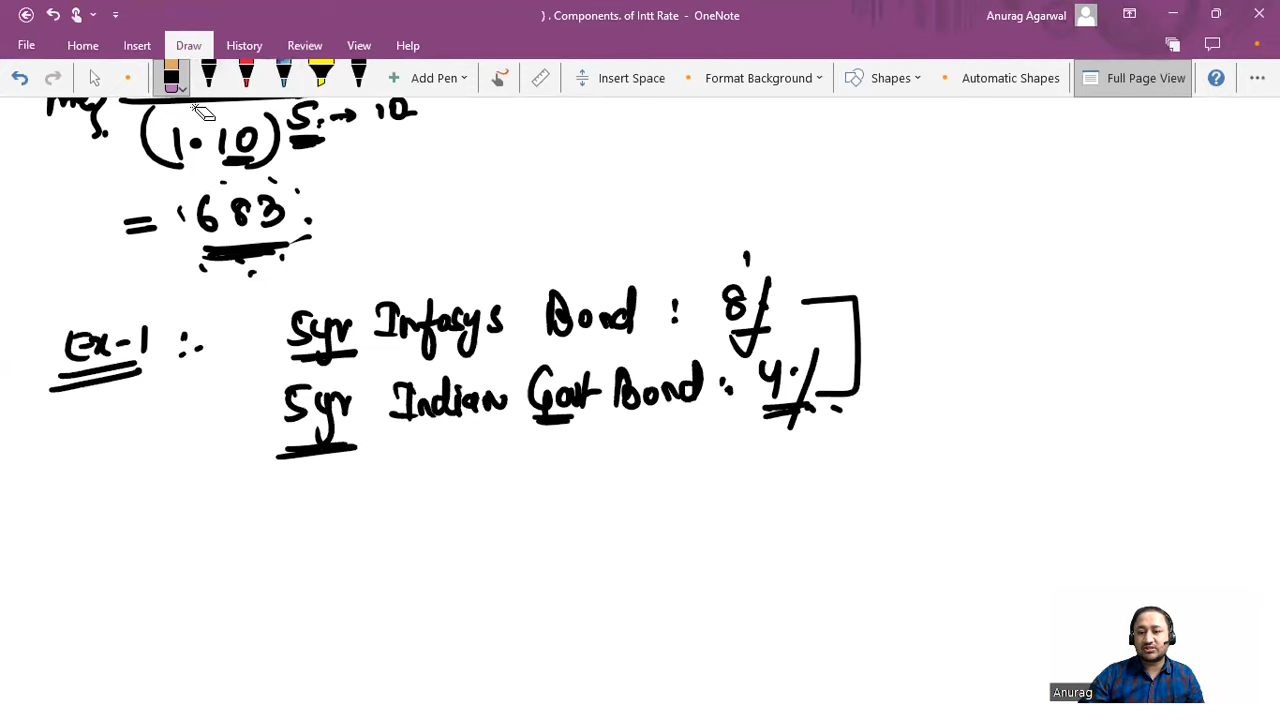 } . Components. of Intt Rate - OneNote
Anurag Agarwal
File Home Insert Draw History Review View Help
Add Pen
Insert Space
Format Background
Shapes
Automatic Shapes
Full Page View
(1.10)^5 → 10
= 683
Ex-1 :- 5yr Infosys Bond : 8%
5yr Indian Govt Bond : 4%
Anurag